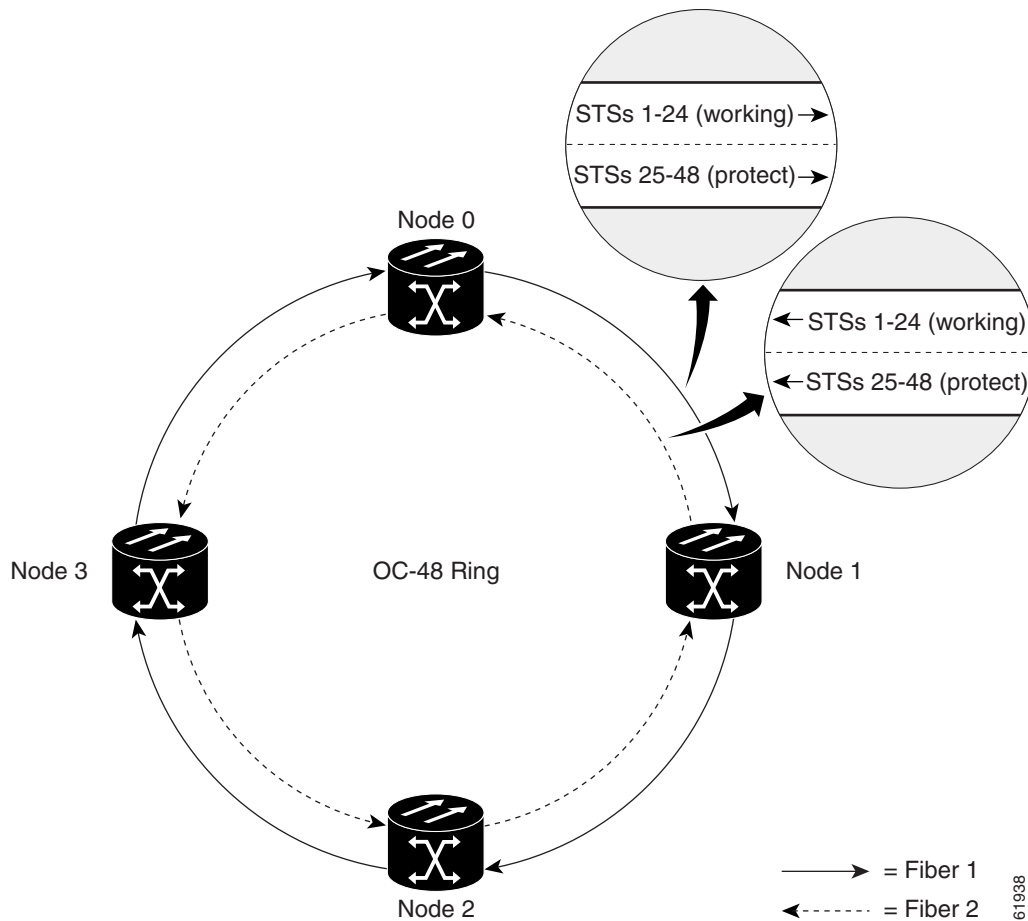 STSs 1-24 (working)
STSs 25-48 (protect)
Node 0
STSs 1-24 (working)
STSs 25-48 (protect)
Node 3
OC-48 Ring
Node 1
Node 2
= Fiber 1
= Fiber 2
61938